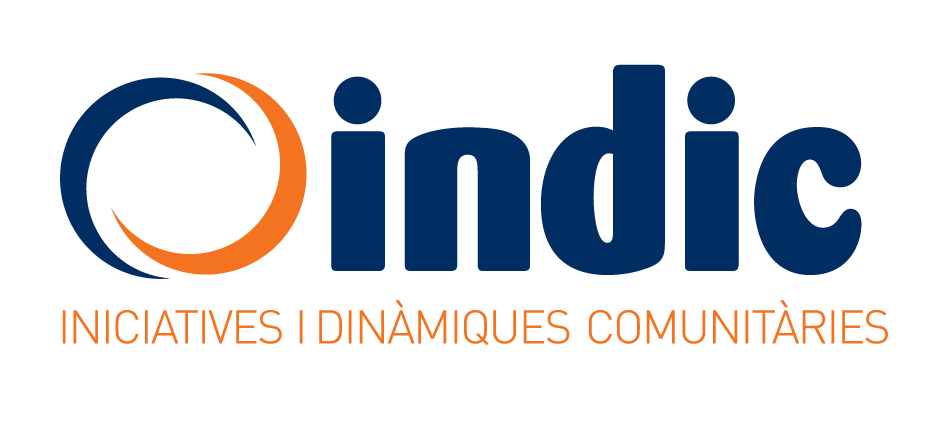 indic
INICIATIVES I DINÀMIQUES COMUNITÀRIES